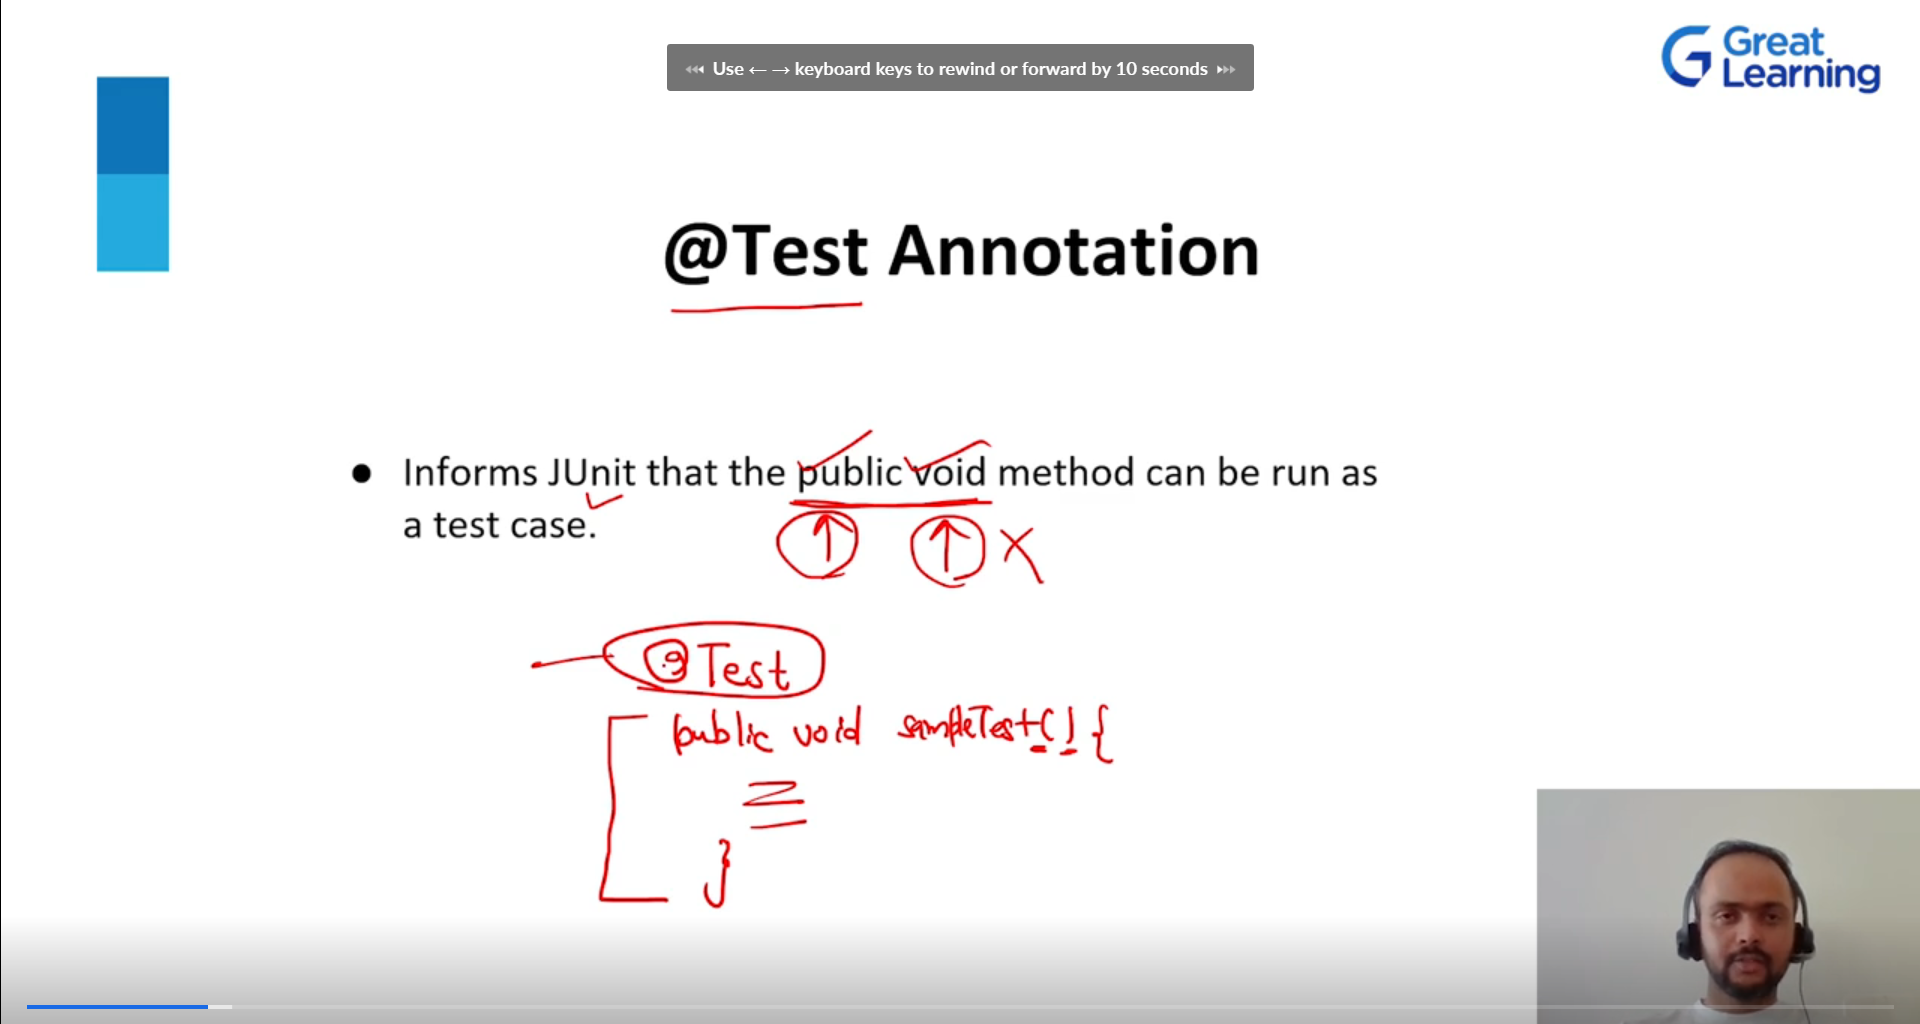 Great
Learning
Use ← → keyboard keys to rewind or forward by 10 seconds
@Test Annotation
● Informs JUnit that the public void method can be run as
a test case.
X
@Test
public void sampleTest() {
}